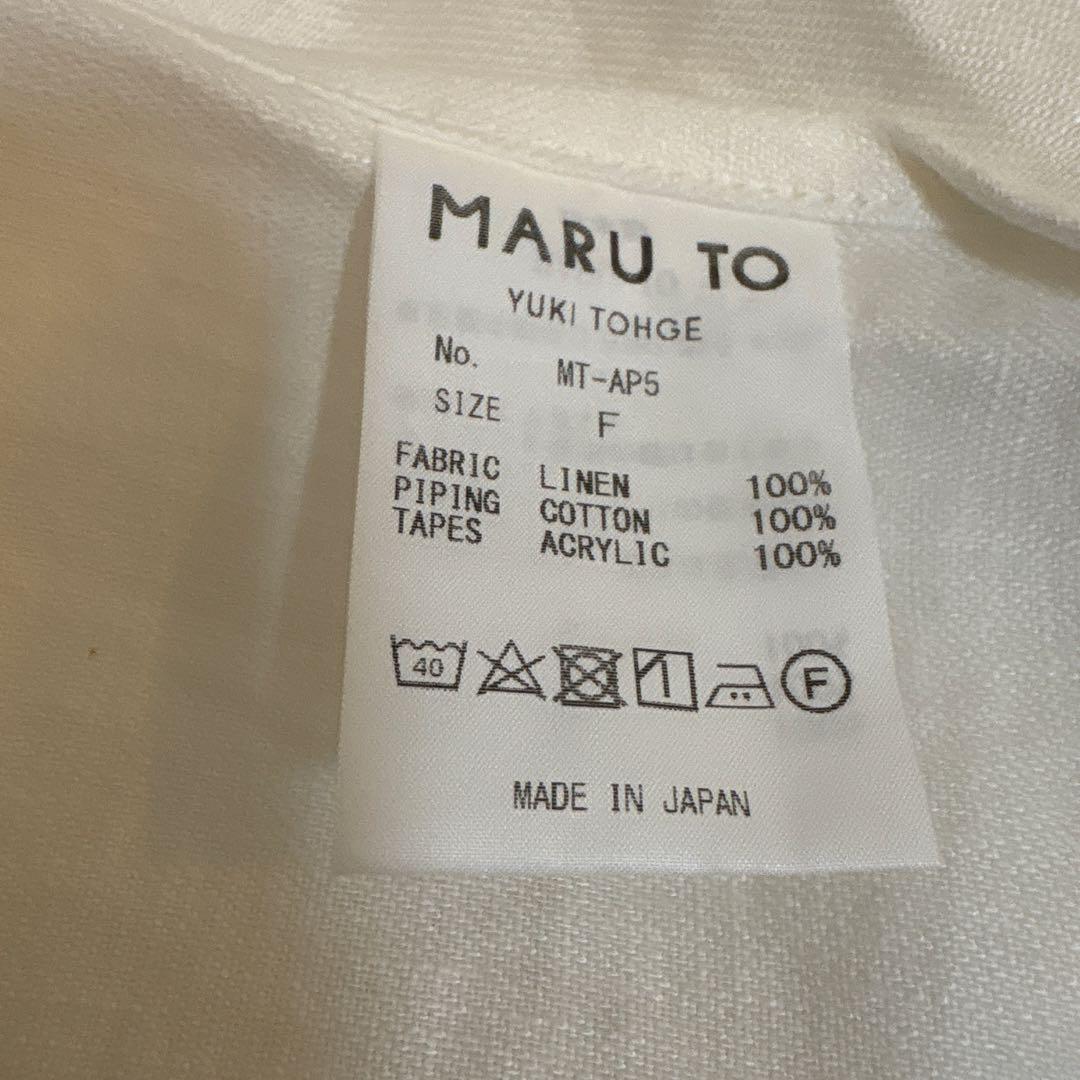 MARU TO
YUKI TOHGE
No. MT-AP5
SIZE F
FABRIC LINEN 100%
PIPING COTTON 100%
TAPES ACRYLIC 100%
40 F
MADE IN JAPAN